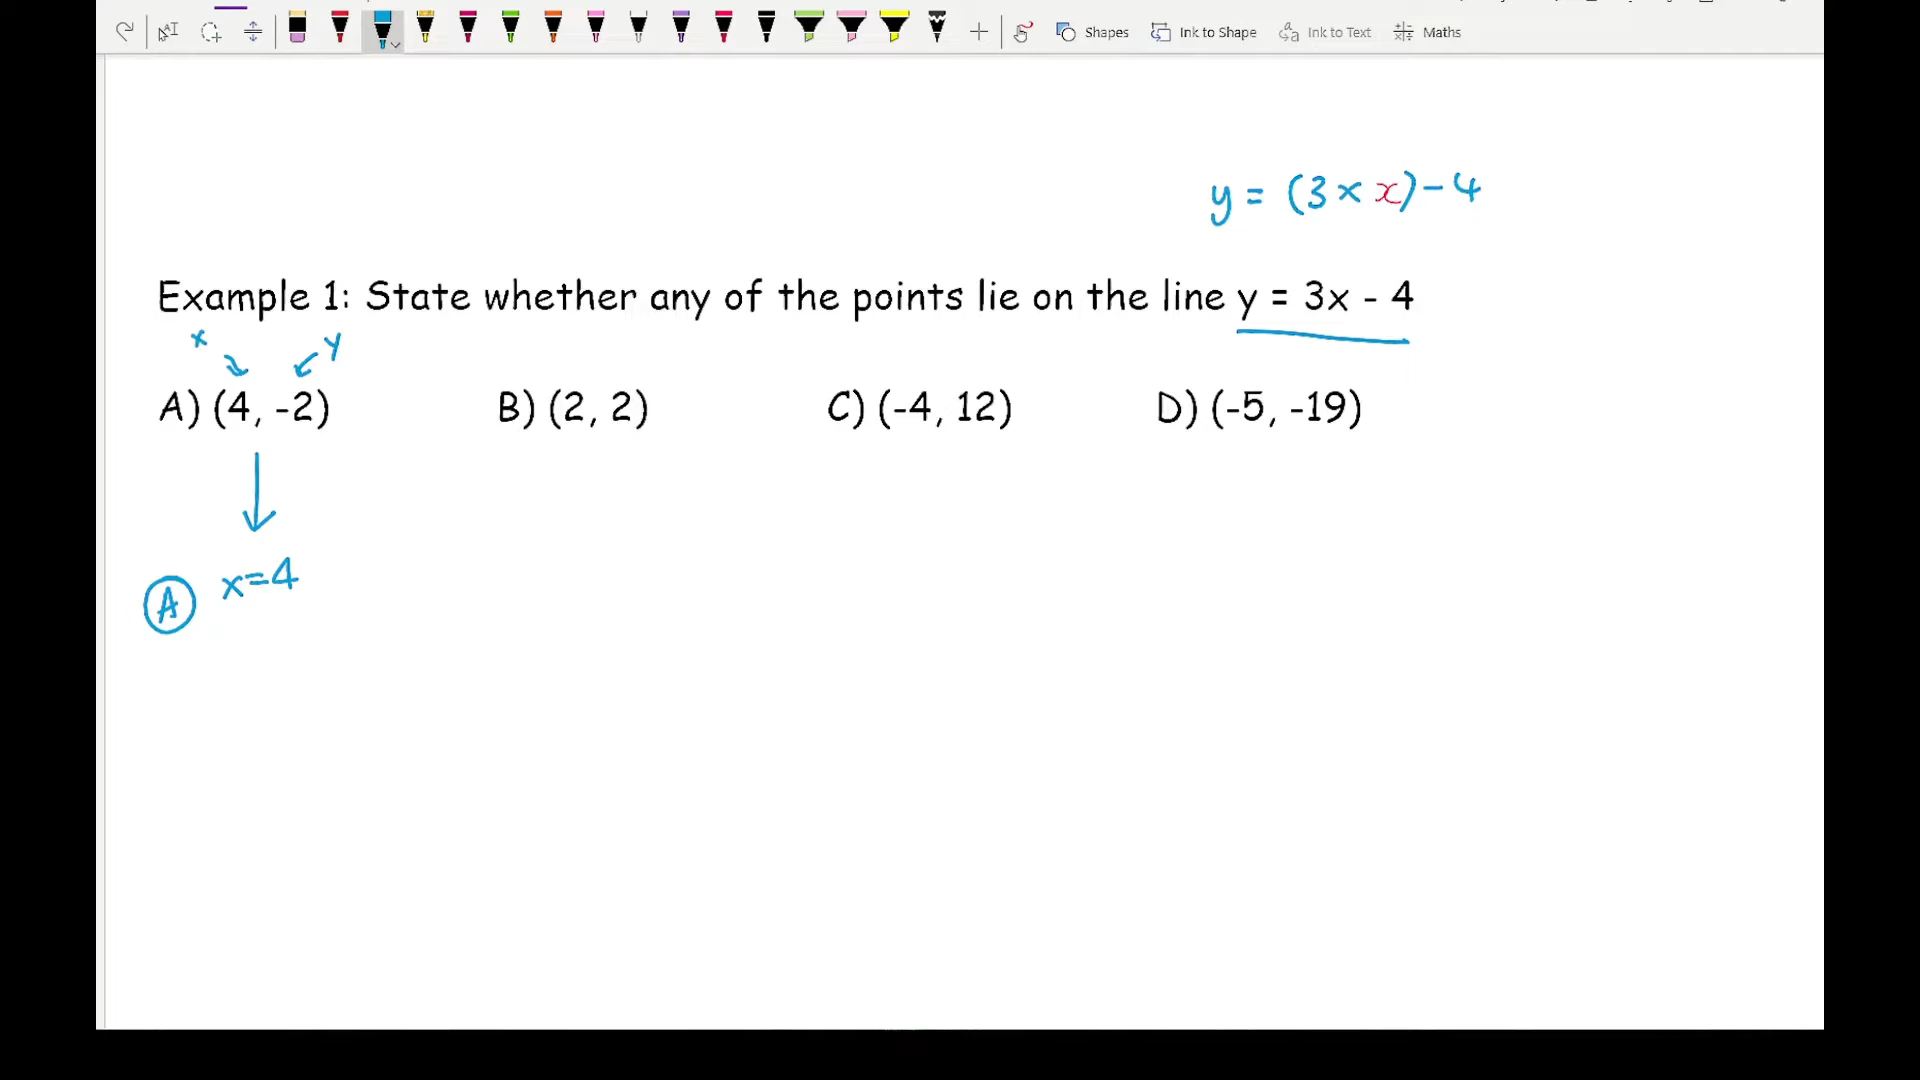 Shapes Ink to Shape Ink to Text Maths
y = (3 × x) - 4
Example 1: State whether any of the points lie on the line y = 3x - 4
x y
A) (4, -2) B) (2, 2) C) (-4, 12) D) (-5, -19)
A x=4